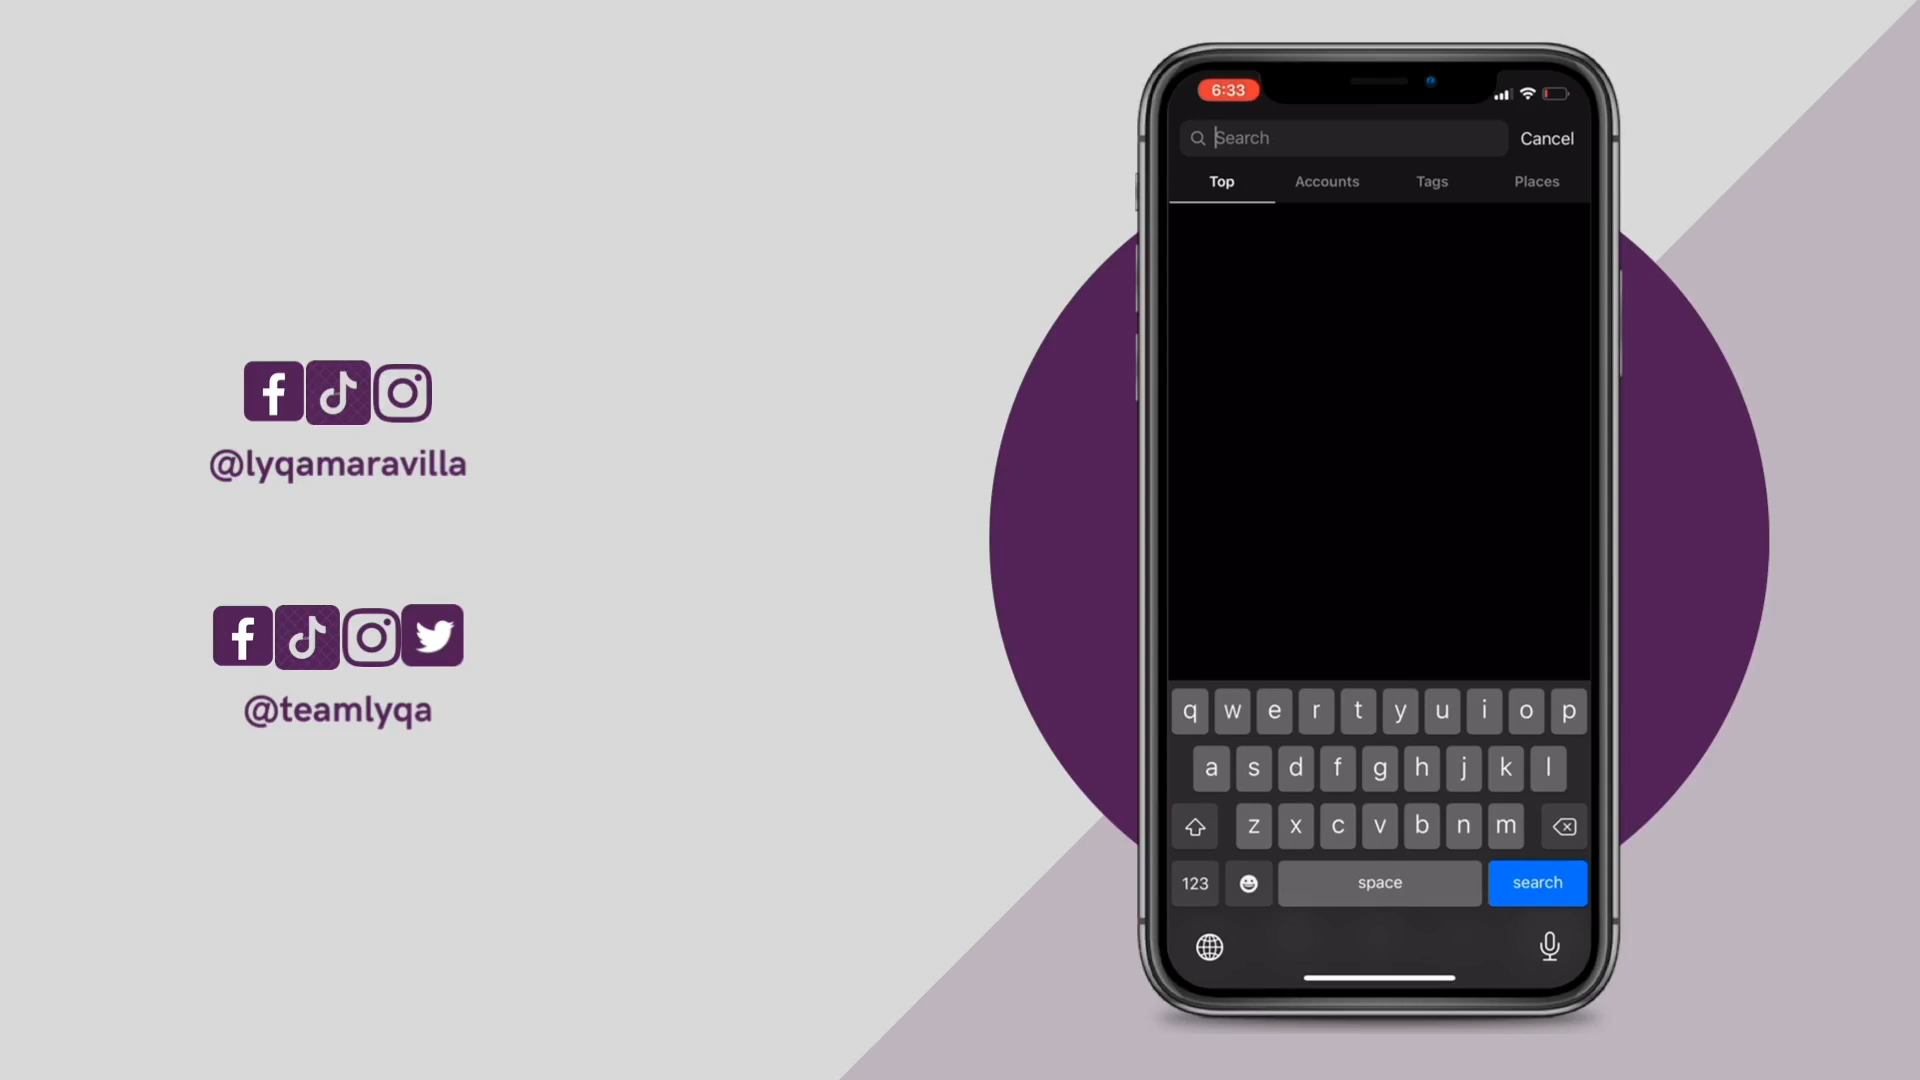 @lyqamaravilla
@teamlyqa
6:33
Search
Cancel
Top Accounts Tags Places
q w e r t y u i o p
a s d f g h j k l
z x c v b n m
123 space search